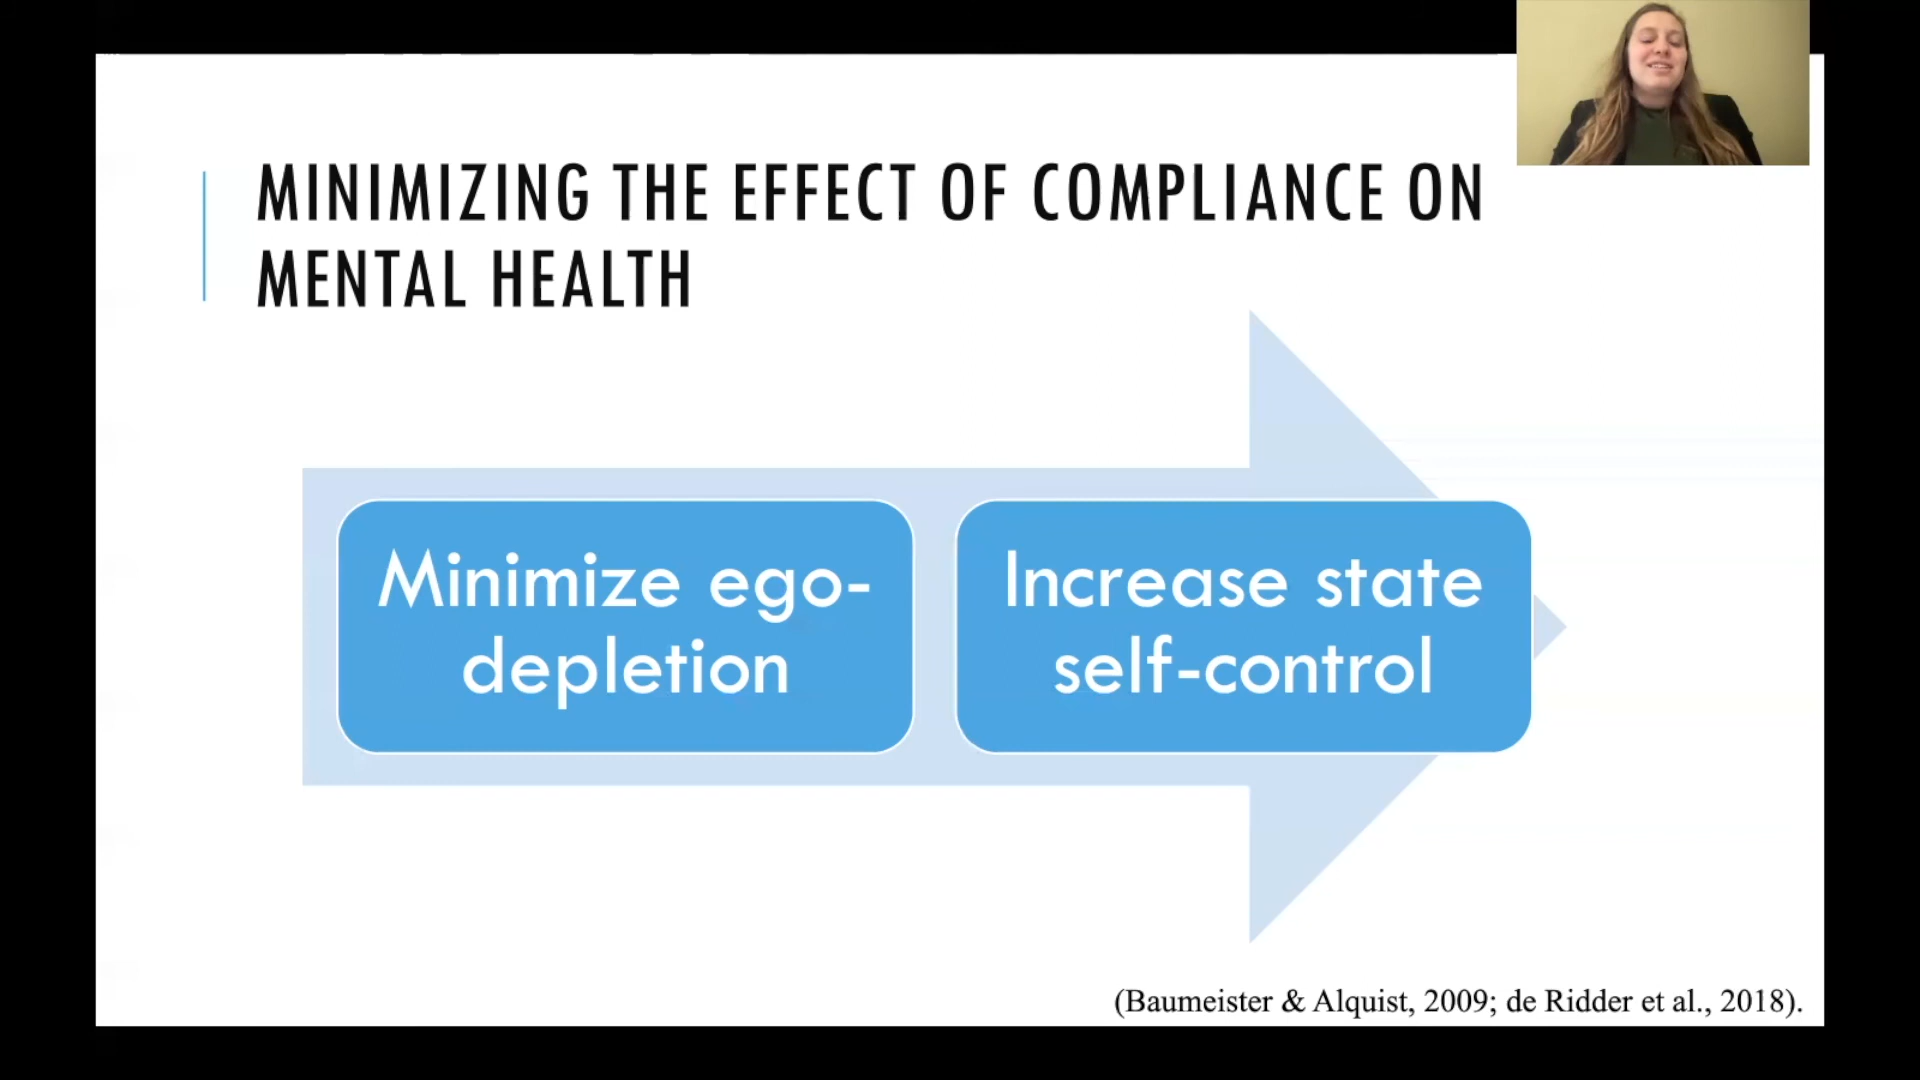 MINIMIZING THE EFFECT OF COMPLIANCE ON
MENTAL HEALTH
Minimize ego-
depletion
Increase state
self-control
(Baumeister & Alquist, 2009; de Ridder et al., 2018).